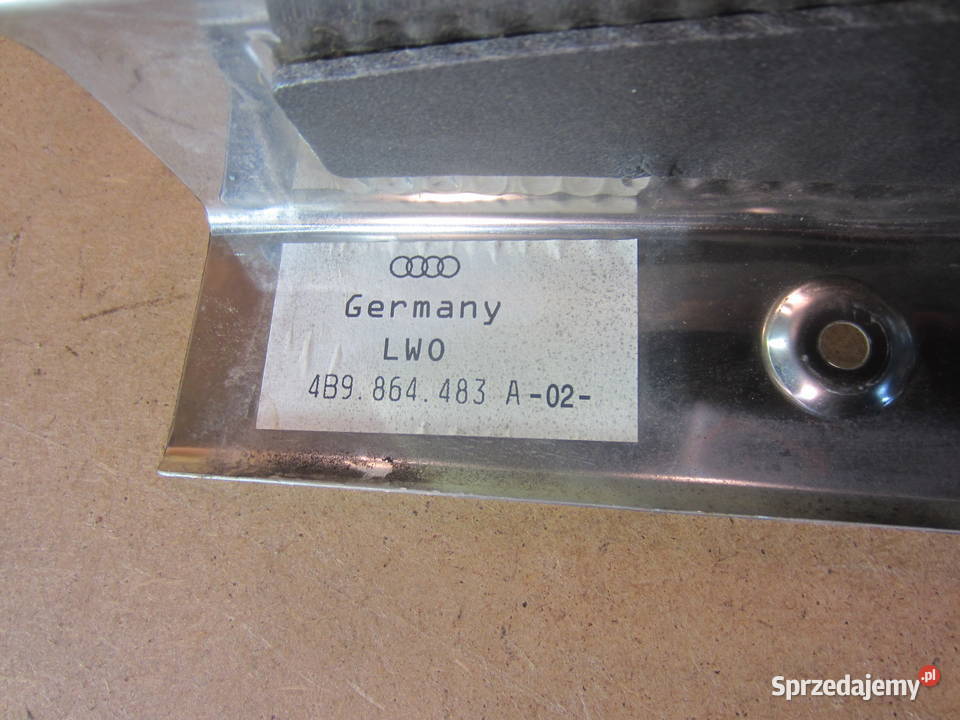 Germany
LWO
4B9.864.483 A -02-
Sprzedajemy.pl